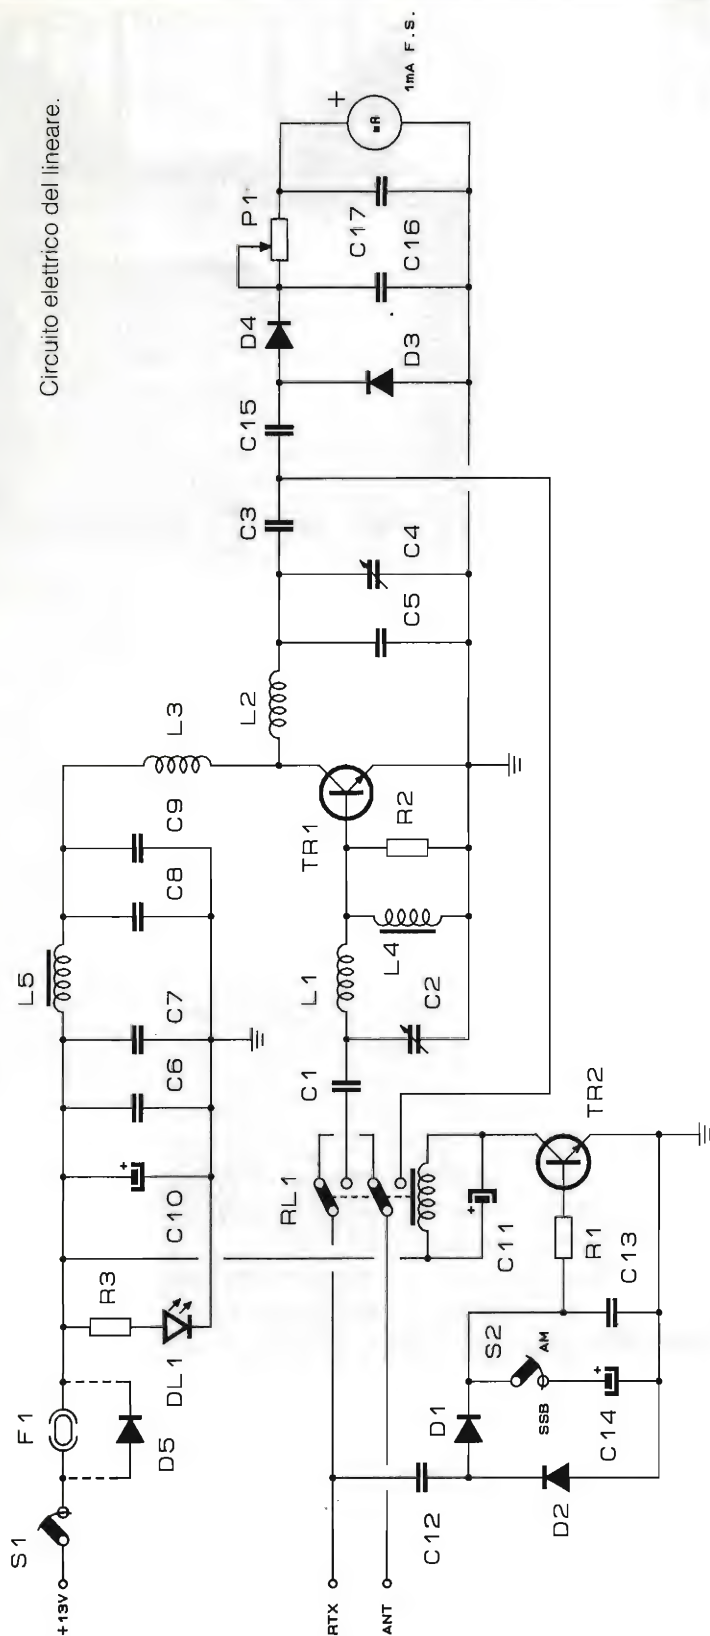 Circuito elettrico del lineare.
+13V
S1
F1
D5
R3
DL1
C10
C6
C7
L5
C8
C9
L3
L2
TR1
R2
L4
L1
C2
C1
C5
C4
C3
C15
D4
D3
P1
C17
C16
+
mA
1mA F.S.
RTX
ANT
RL1
+
C11
TR2
R1
C13
S2
AM
SSB
+
C14
D1
C12
D2
+